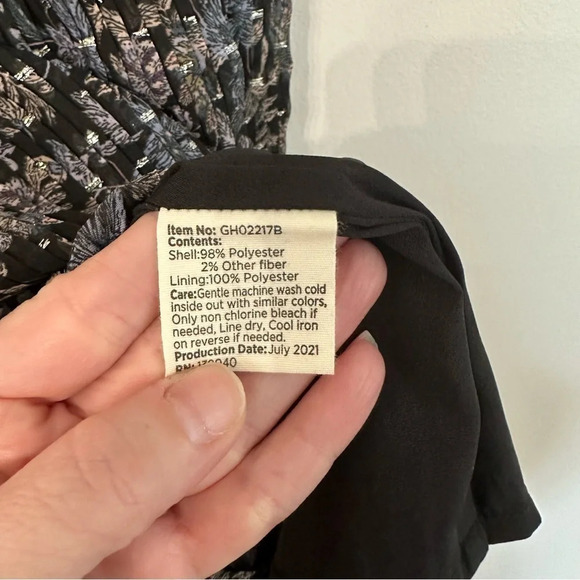 Item No: GH02217B
Contents:
Shell:98% Polyester
2% Other fiber
Lining:100% Polyester
Care:Gentle machine wash cold
inside out with similar colors,
Only non chlorine bleach if
needed, Line dry, Cool iron
on reverse if needed.
Production Date:July 2021
RN: